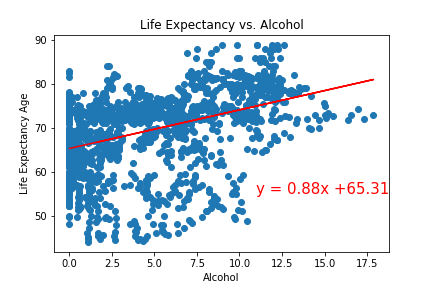 Life Expectancy vs. Alcohol
90
80
70
60
50
Life Expectancy Age
y = 0.88x +65.31
0.0 2.5 5.0 7.5 10.0 12.5 15.0 17.5
Alcohol